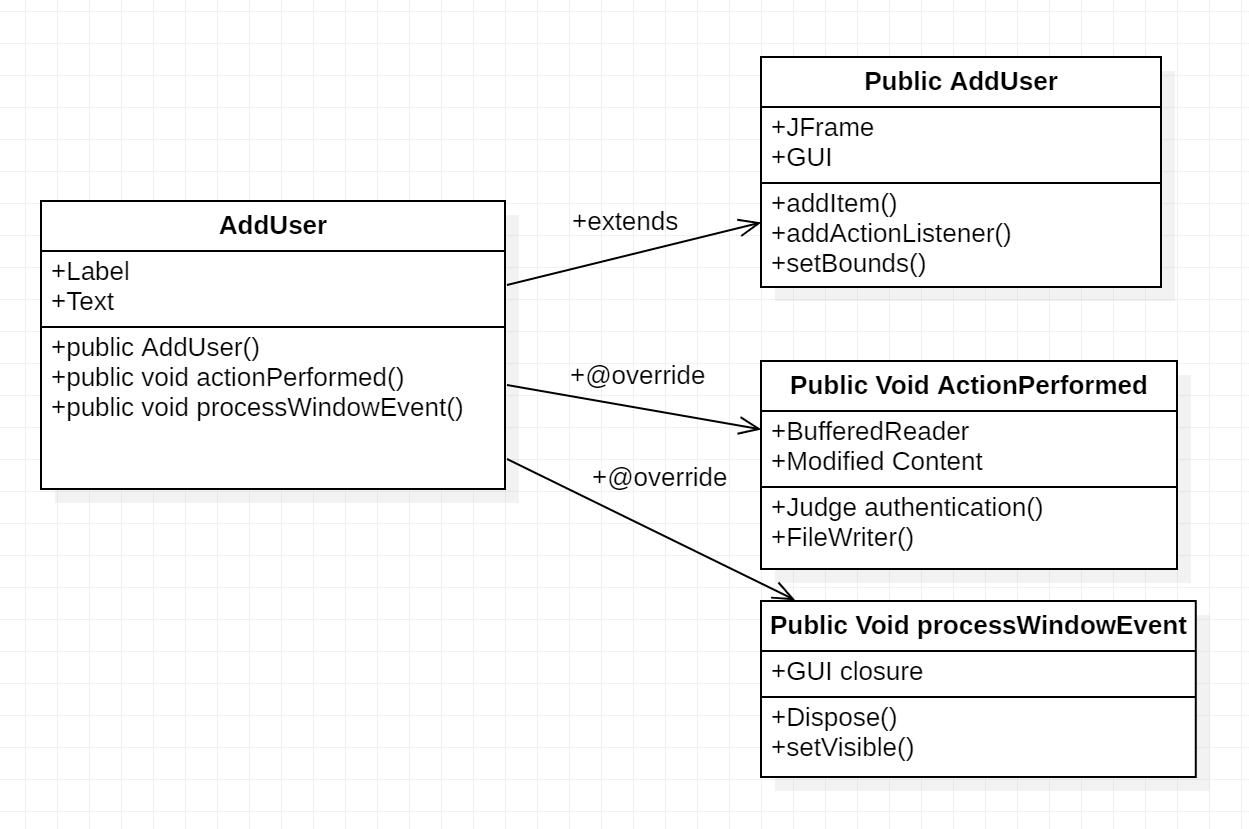 AddUser
+Label
+Text
+public AddUser()
+public void actionPerformed()
+public void processWindowEvent()
+extends
+@override
+@override
Public AddUser
+JFrame
+GUI
+addItem()
+addActionListener()
+setBounds()
Public Void ActionPerformed
+BufferedReader
+Modified Content
+Judge authentication()
+FileWriter()
Public Void processWindowEvent
+GUI closure
+Dispose()
+setVisible()